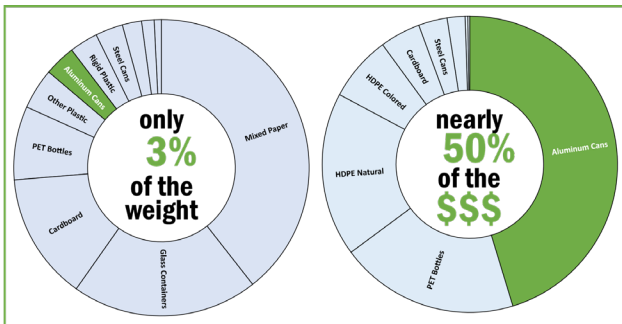 Mixed Paper
Glass Containers
Cardboard
PET Bottles
Other Plastic
Aluminum Cans
Rigid Plastic
Steel Cans
only
3%
of the
weight
Aluminum Cans
PET Bottles
HDPE Natural
HDPE Colored
Cardboard
Steel Cans
nearly
50%
of the
$$$